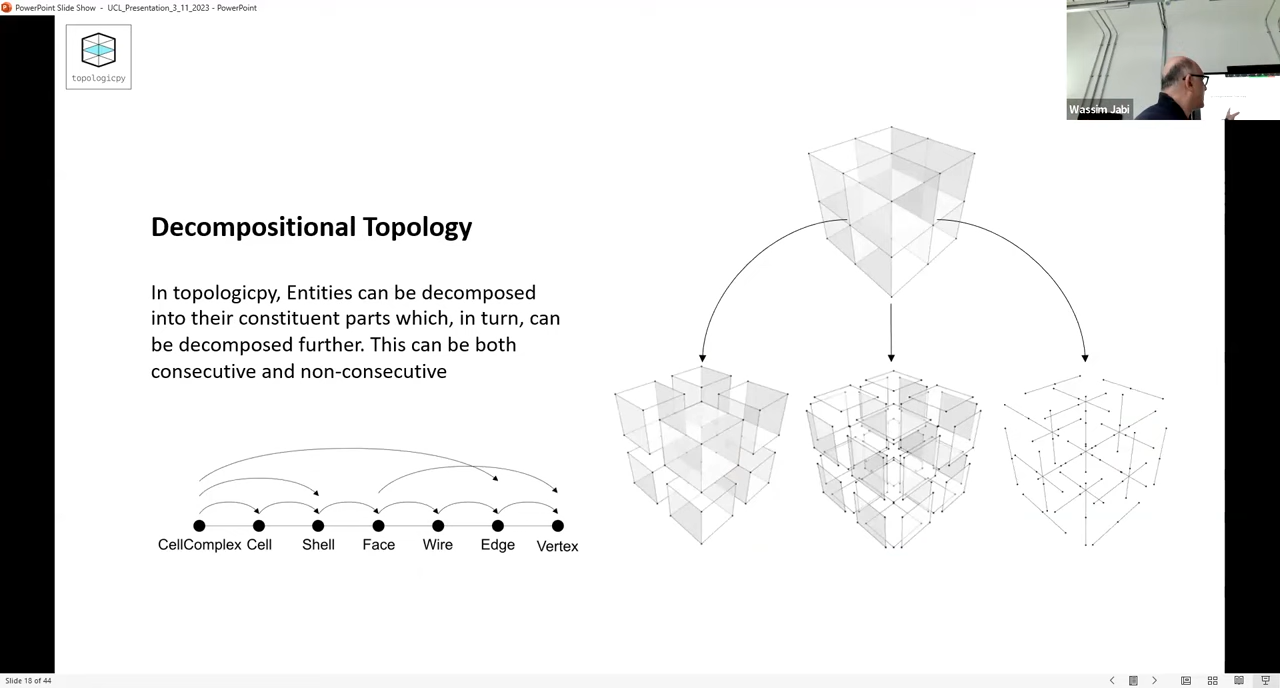 PowerPoint Slide Show - UCL_Presentation_3_11_2023 - PowerPoint
topologicpy
Wassim Jabi
Decompositional Topology
In topologicpy, Entities can be decomposed
into their constituent parts which, in turn, can
be decomposed further. This can be both
consecutive and non-consecutive
CellComplex Cell Shell Face Wire Edge Vertex
Slide 18 of 44